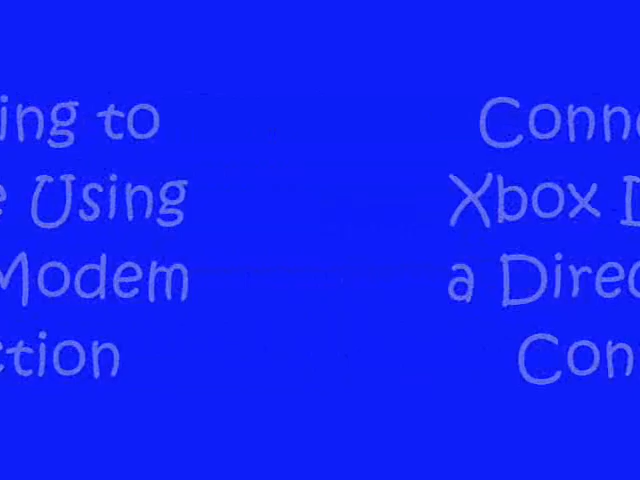 ing to
Using
Modem
ction
Conne
Xbox
a Direc
Con